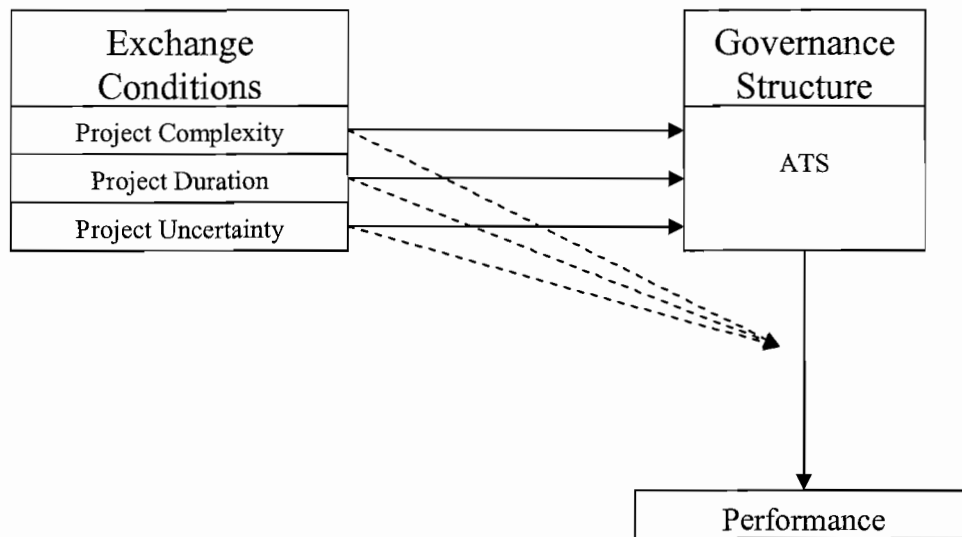 Exchange
Conditions
Project Complexity
Project Duration
Project Uncertainty
Governance
Structure
ATS
Performance